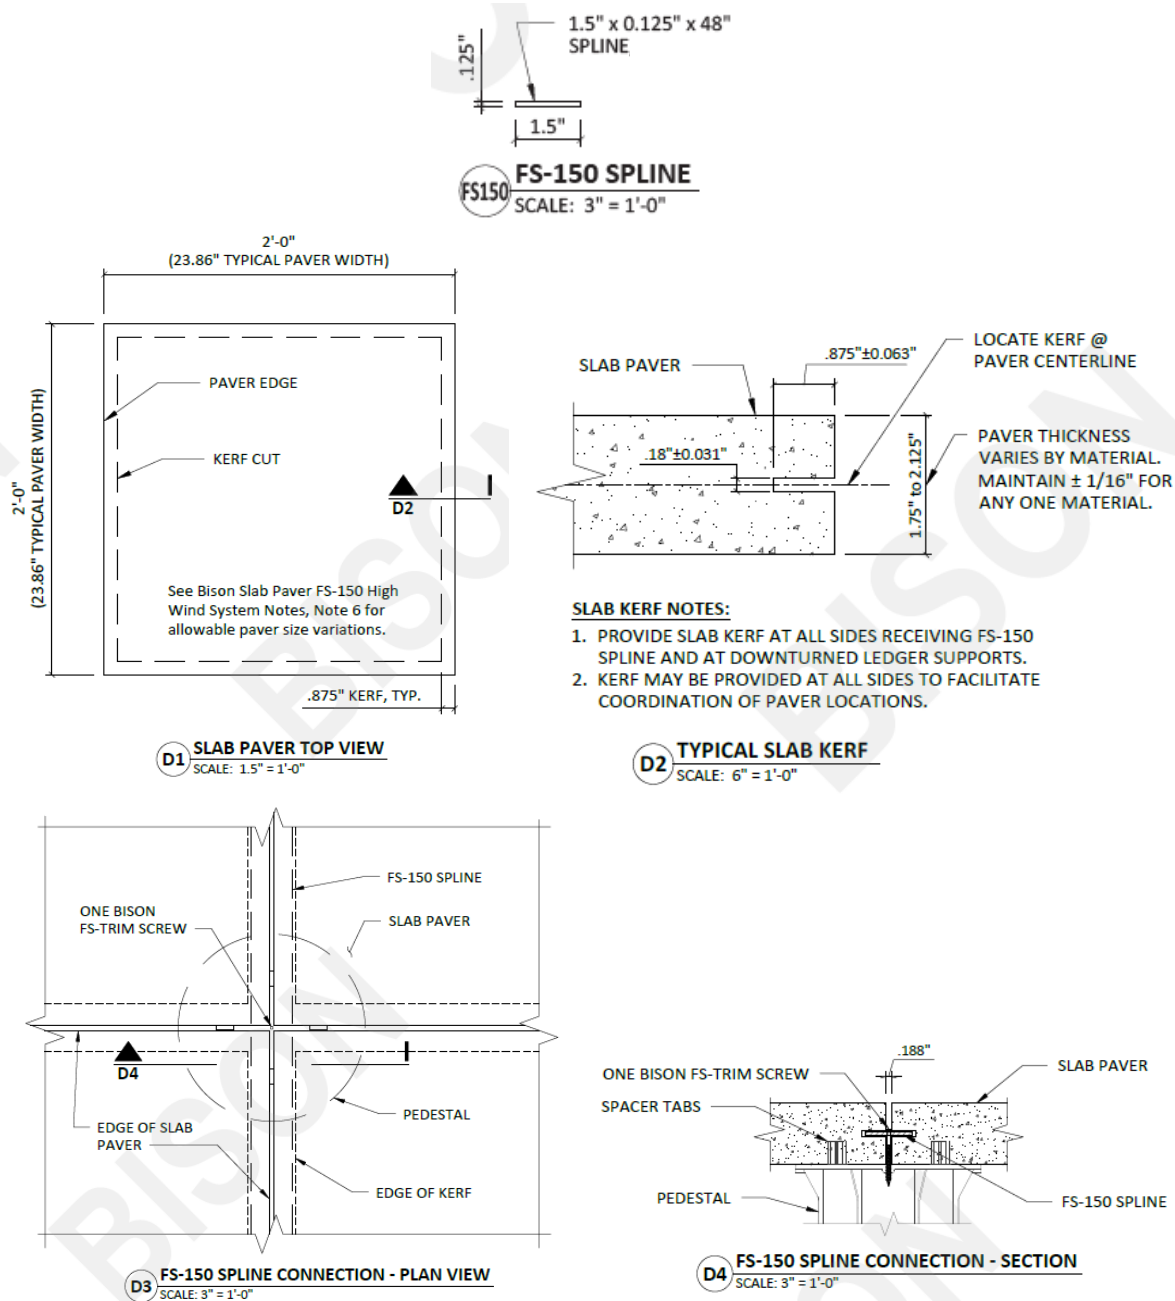 1.5" x 0.125" x 48"
SPLINE
.125"
1.5"
FS150
FS-150 SPLINE
SCALE: 3" = 1'-0"
2'-0"
(23.86" TYPICAL PAVER WIDTH)
2'-0"
(23.86" TYPICAL PAVER WIDTH)
PAVER EDGE
KERF CUT
D2
See Bison Slab Paver FS-150 High
Wind System Notes, Note 6 for
allowable paver size variations.
.875" KERF, TYP.
D1
SLAB PAVER TOP VIEW
SCALE: 1.5" = 1'-0"
.875"±0.063"
LOCATE KERF @
PAVER CENTERLINE
SLAB PAVER
.18"±0.031"
1.75" to 2.125"
PAVER THICKNESS
VARIES BY MATERIAL.
MAINTAIN ± 1/16" FOR
ANY ONE MATERIAL.
SLAB KERF NOTES:
1. PROVIDE SLAB KERF AT ALL SIDES RECEIVING FS-150
SPLINE AND AT DOWNTURNED LEDGER SUPPORTS.
2. KERF MAY BE PROVIDED AT ALL SIDES TO FACILITATE
COORDINATION OF PAVER LOCATIONS.
D2
TYPICAL SLAB KERF
SCALE: 6" = 1'-0"
FS-150 SPLINE
ONE BISON
FS-TRIM SCREW
SLAB PAVER
D4
PEDESTAL
EDGE OF SLAB
PAVER
EDGE OF KERF
D3
FS-150 SPLINE CONNECTION - PLAN VIEW
SCALE: 3" = 1'-0"
.188"
ONE BISON FS-TRIM SCREW
SLAB PAVER
SPACER TABS
PEDESTAL
FS-150 SPLINE
D4
FS-150 SPLINE CONNECTION - SECTION
SCALE: 3" = 1'-0"
BISON
BISON
BISON